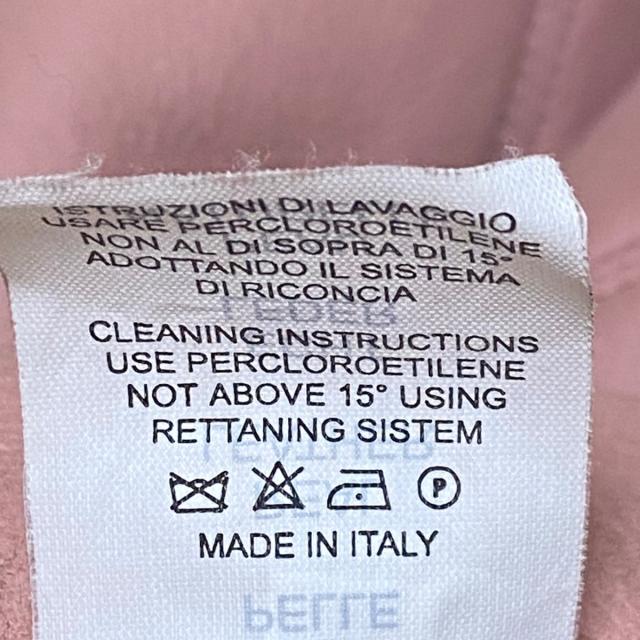 ISTRUZIONI DI LAVAGGIO
USARE PERCLOROETILENE
NON AL DI SOPRA DI 15°
ADOTTANDO IL SISTEMA
DI RICONCIA
CLEANING INSTRUCTIONS
USE PERCLOROETILENE
NOT ABOVE 15° USING
RETTANING SISTEM
P
MADE IN ITALY
PELLE